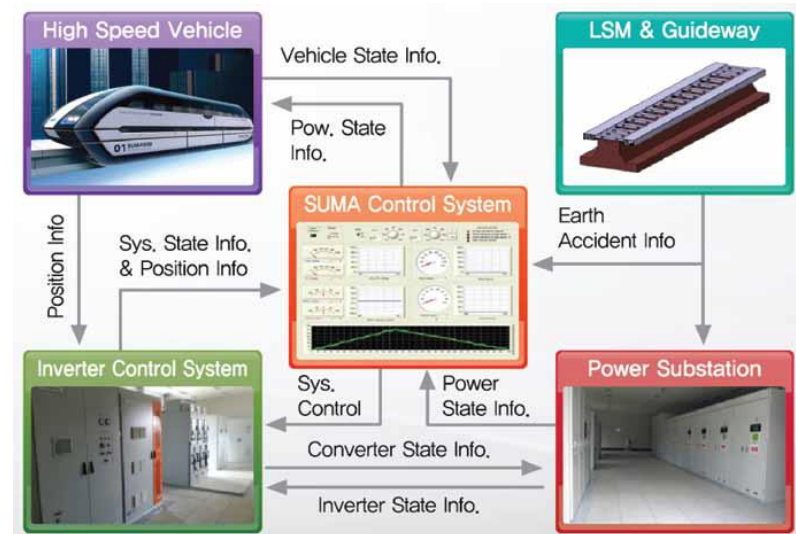 High Speed Vehicle
LSM & Guideway
Vehicle State Info.
Pow. State
Info.
01
SUMA Control System
Earth
Accident Info
Position Info
Sys. State Info.
& Position Info
Inverter Control System
Sys.
Control
Power
State Info.
Power Substation
Converter State Info.
Inverter State Info.